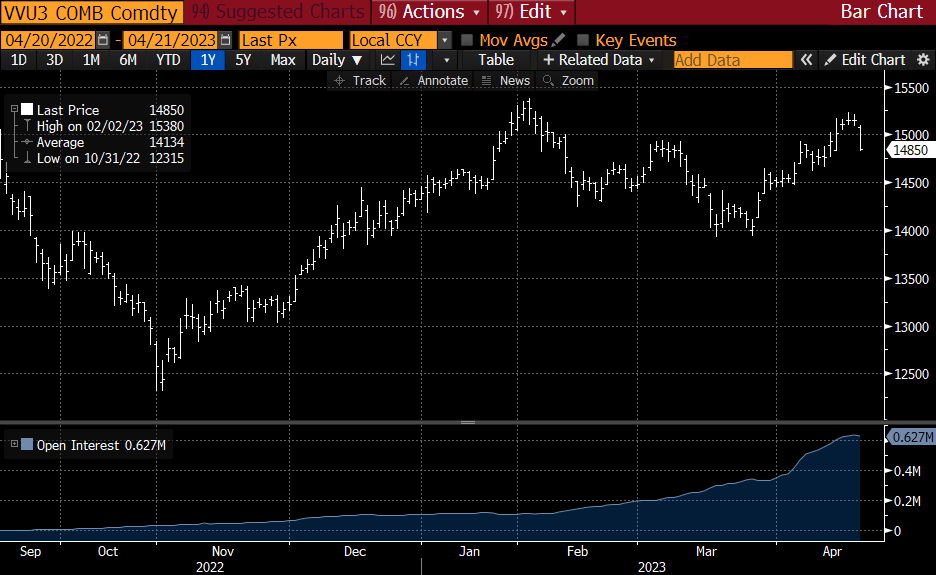 VVU3 COMB Comdty 94) Suggested Charts 96) Actions 97) Edit Bar Chart
04/20/2022 - 04/21/2023 Last Px Local CCY Mov Avgs Key Events
1D 3D 1M 6M YTD 1Y 5Y Max Daily ▼ Table + Related Data Add Data « Edit Chart
Track Annotate News Zoom
Last Price 14850
High on 02/02/23 15380
Average 14134
Low on 10/31/22 12315
15500
15000
14850
14500
14000
13500
13000
12500
Open Interest 0.627M
0.627M
0.4M
0.2M
0
Sep Oct Nov Dec Jan Feb Mar Apr
2022 2023